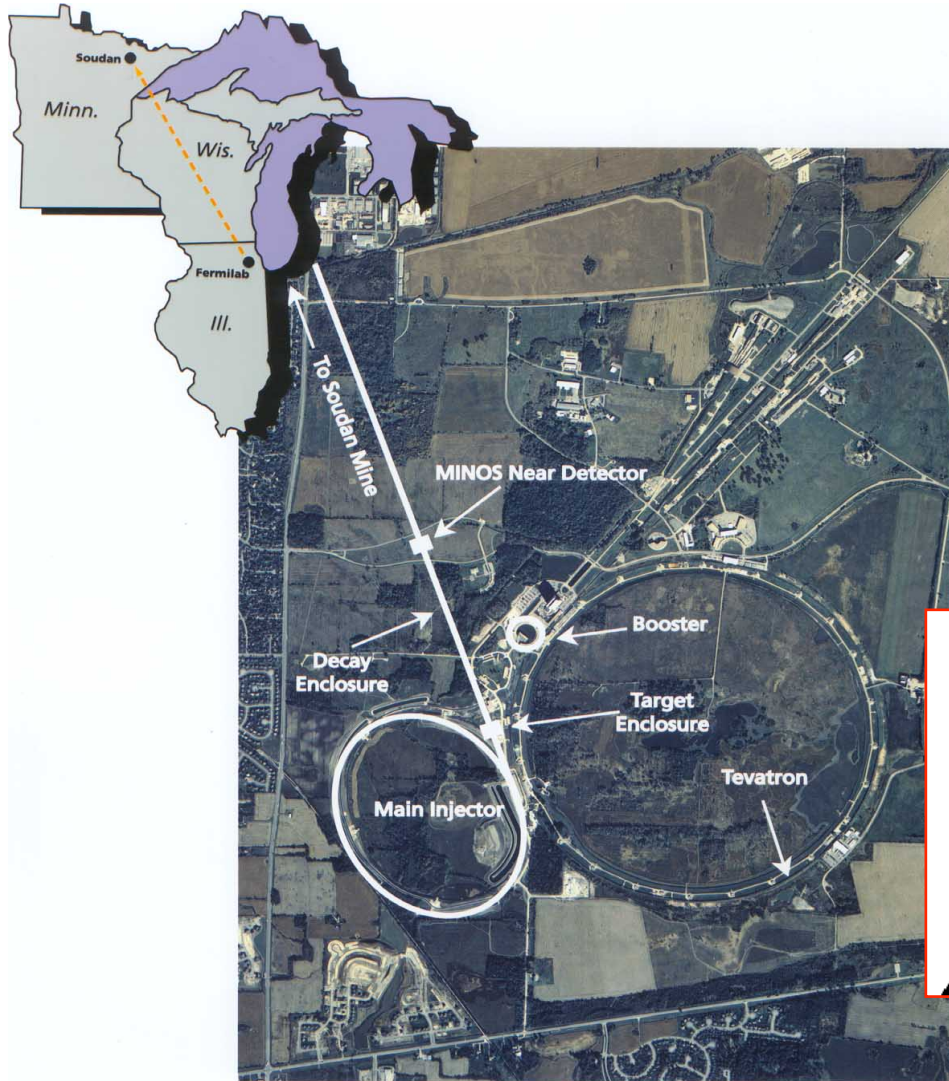 Soudan
Minn.
Wis.
Fermilab
Ill.
To Soudan Mine
MINOS Near Detector
Booster
Decay
Enclosure
Target
Enclosure
Tevatron
Main Injector